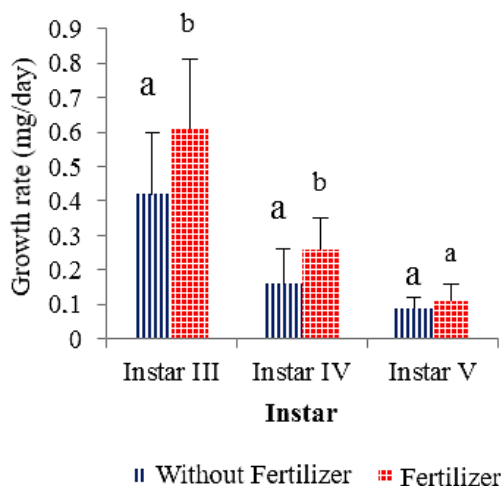 Growth rate (mg/day)
0.9
0.8
0.7
0.6
0.5
0.4
0.3
0.2
0.1
0
a
b
a
b
a
a
Instar III
Instar IV
Instar V
Instar
Without Fertilizer
Fertilizer